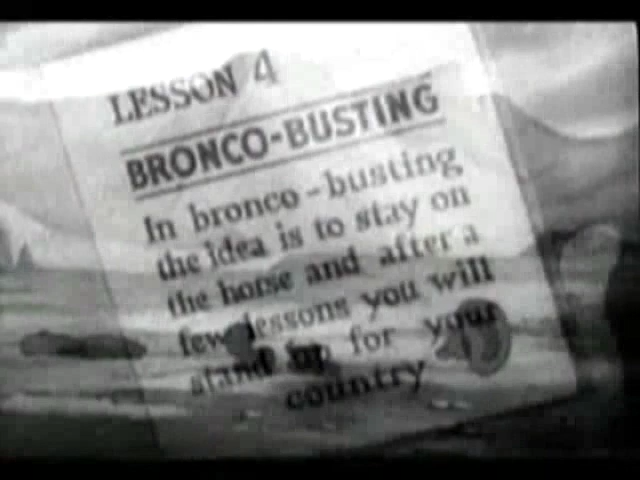 LESSON 4
BRONCO-BUSTING
In bronco-busting
the idea is to stay on
the horse and after a
few lessons you will
stand up for your
country